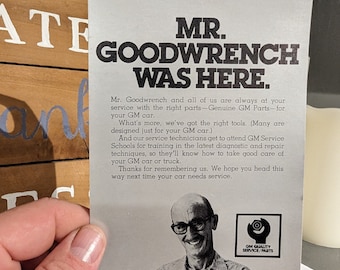 MR.
GOODWRENCH
WAS HERE.
Mr. Goodwrench and all of us are always at your
service with the right parts—Genuine GM Parts—for
your GM car.
What's more, we've got the right tools. (Many are
designed just for your GM car.)
And our service technicians get to attend GM Service
Schools for training in the latest diagnostic and repair
techniques, so they'll know how to take good care of
your GM car or truck.
Thanks for remembering us. We hope you head this
way next time your car needs service.
GM QUALITY
SERVICE/PARTS
ATE
ank
ES